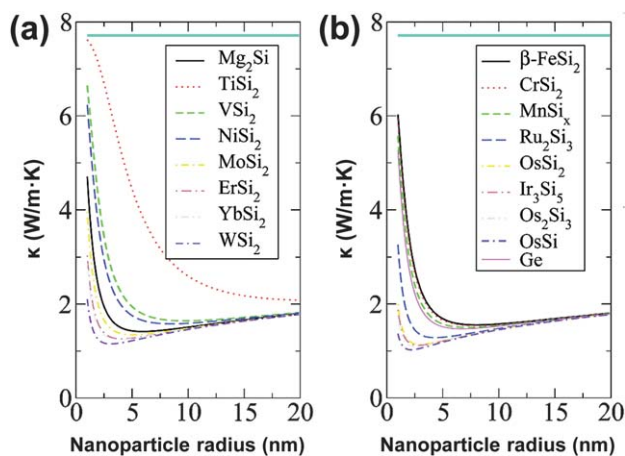 (a)
κ (W/m·K)
8
6
4
2
0
Mg₂Si
TiSi₂
VSi₂
NiSi₂
MoSi₂
ErSi₂
YbSi₂
WSi₂
0 5 10 15 20
Nanoparticle radius (nm)
(b)
κ (W/m·K)
8
6
4
2
0
β-FeSi₂
CrSi₂
MnSiₓ
Ru₂Si₃
OsSi₂
Ir₃Si₅
Os₂Si₃
OsSi
Ge
0 5 10 15 20
Nanoparticle radius (nm)